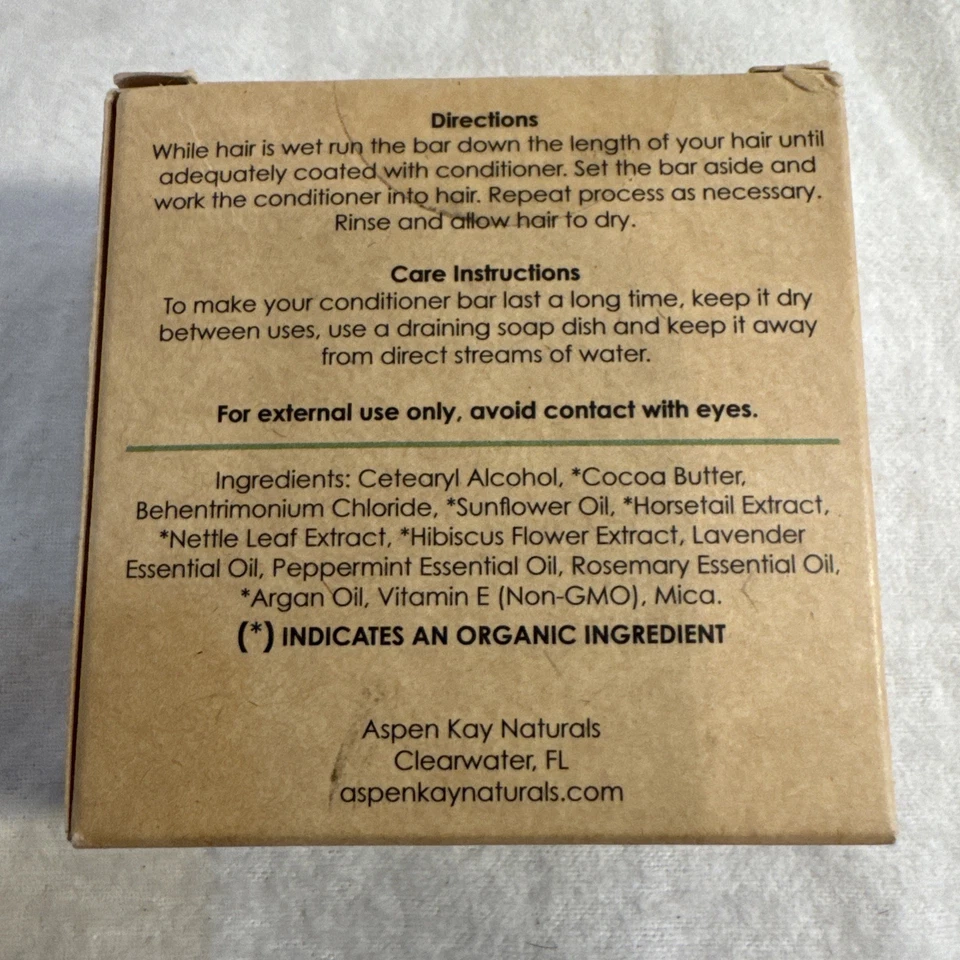 Directions
While hair is wet run the bar down the length of your hair until
adequately coated with conditioner. Set the bar aside and
work the conditioner into hair. Repeat process as necessary.
Rinse and allow hair to dry.
Care Instructions
To make your conditioner bar last a long time, keep it dry
between uses, use a draining soap dish and keep it away
from direct streams of water.
For external use only, avoid contact with eyes.
Ingredients: Cetearyl Alcohol, *Cocoa Butter,
Behentrimonium Chloride, *Sunflower Oil, *Horsetail Extract,
*Nettle Leaf Extract, *Hibiscus Flower Extract, Lavender
Essential Oil, Peppermint Essential Oil, Rosemary Essential Oil,
*Argan Oil, Vitamin E (Non-GMO), Mica.
(*) INDICATES AN ORGANIC INGREDIENT
Aspen Kay Naturals
Clearwater, FL
aspenkaynaturals.com